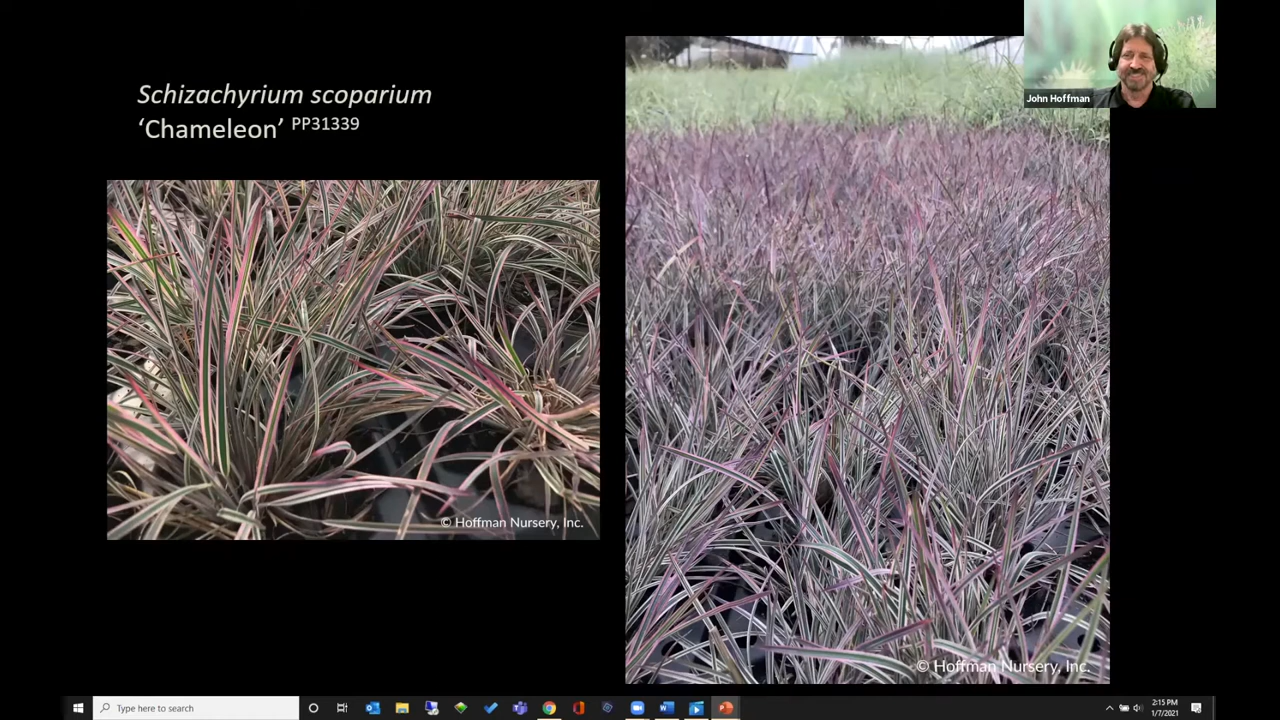 Schizachyrium scoparium
‘Chameleon’ PP31339
John Hoffman
© Hoffman Nursery, Inc.
© Hoffman Nursery, Inc.
Type here to search
2:15 PM
1/7/2021